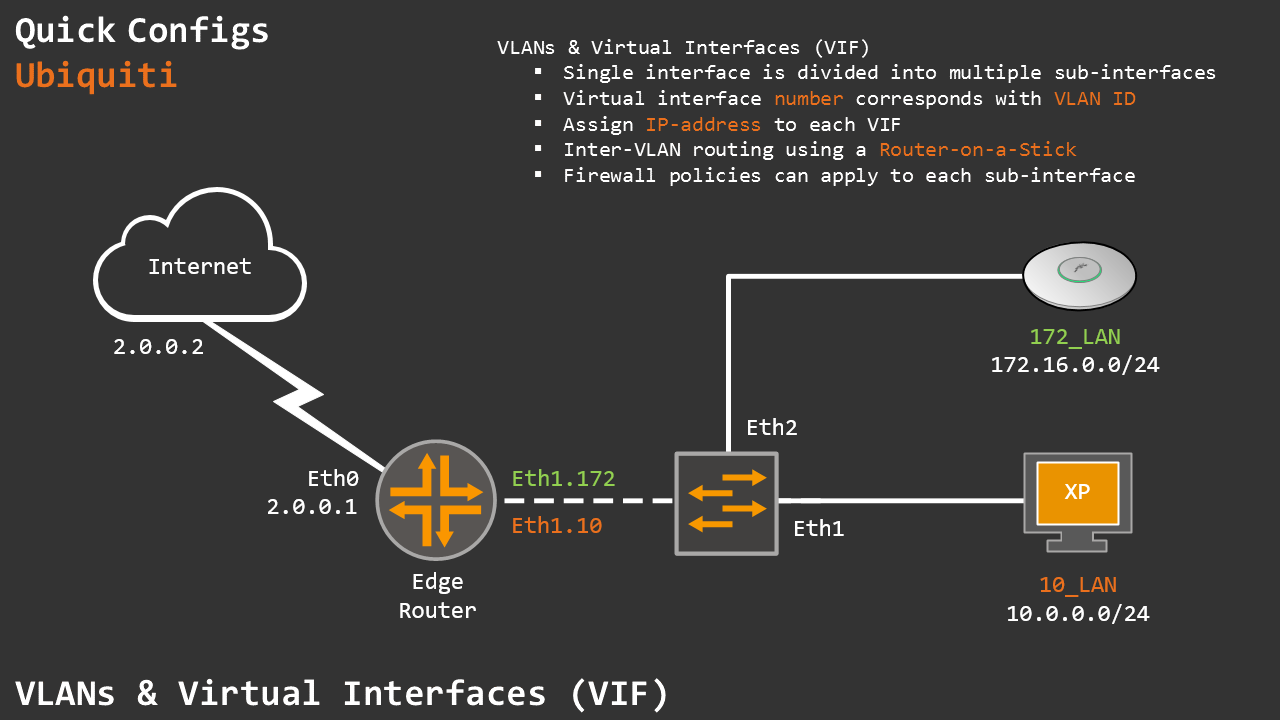 Quick Configs
Ubiquiti
VLANs & Virtual Interfaces (VIF)
▪ Single interface is divided into multiple sub-interfaces
▪ Virtual interface number corresponds with VLAN ID
▪ Assign IP-address to each VIF
▪ Inter-VLAN routing using a Router-on-a-Stick
▪ Firewall policies can apply to each sub-interface
Internet
2.0.0.2
172_LAN
172.16.0.0/24
Eth2
Eth0
2.0.0.1
Eth1.172
Eth1.10
Eth1
XP
Edge
Router
10_LAN
10.0.0.0/24
VLANs & Virtual Interfaces (VIF)